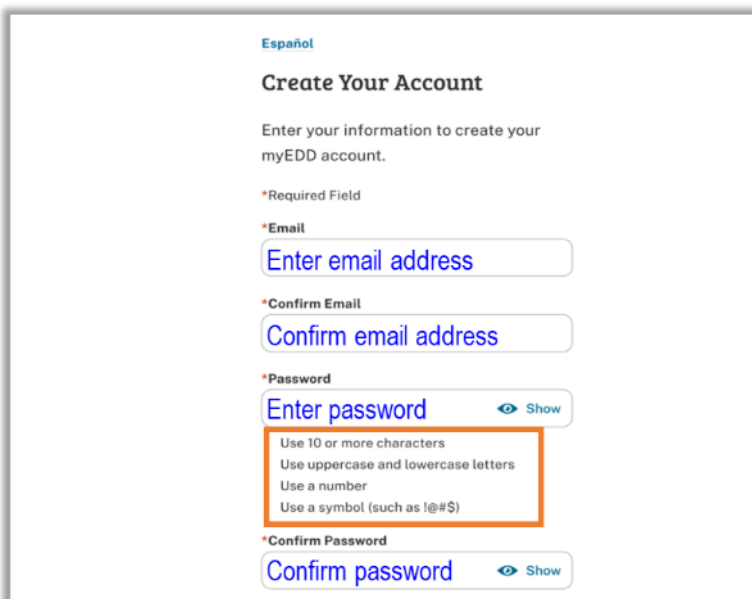 Español
Create Your Account
Enter your information to create your
myEDD account.
*Required Field
*Email
Enter email address
*Confirm Email
Confirm email address
*Password
Enter password Show
Use 10 or more characters
Use uppercase and lowercase letters
Use a number
Use a symbol (such as !@#$)
*Confirm Password
Confirm password Show